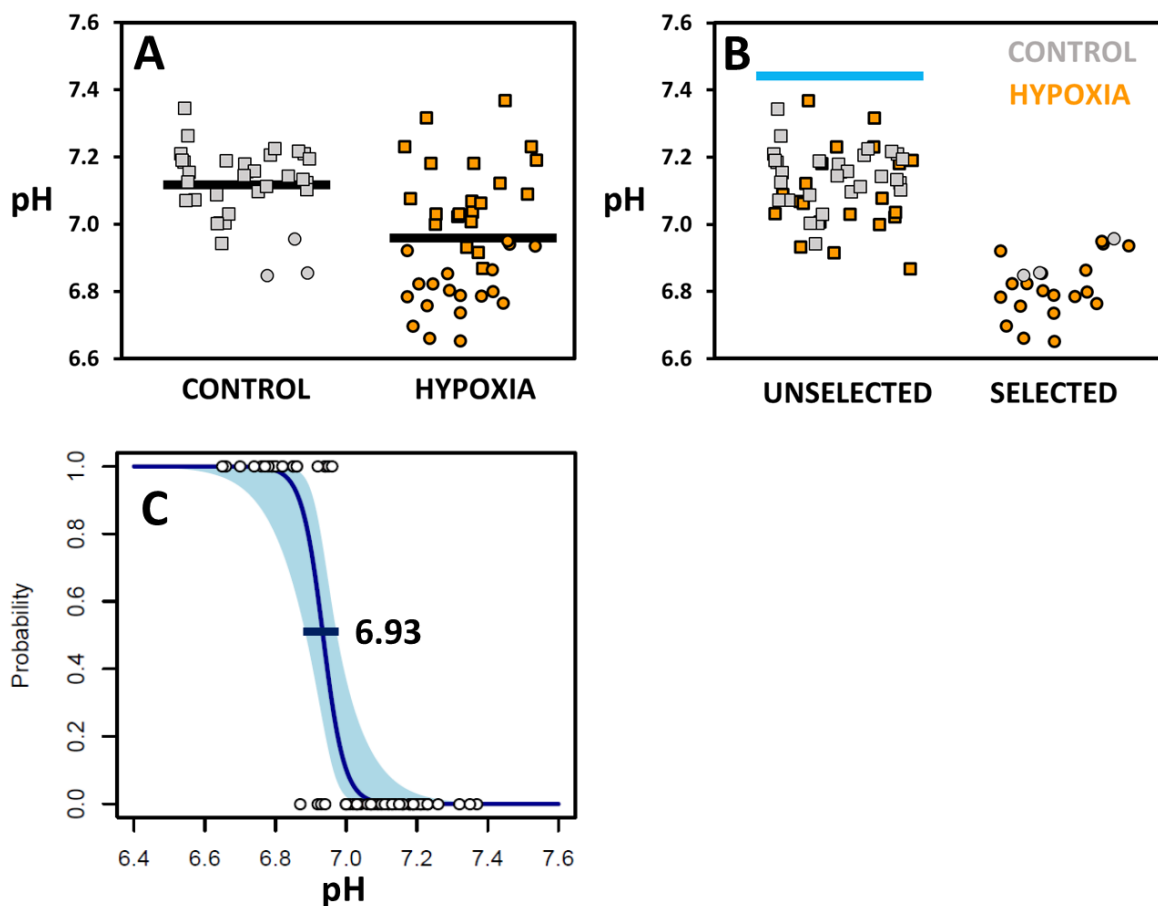 A
pH
7.6
7.4
7.2
7.0
6.8
6.6
CONTROL HYPOXIA
B
CONTROL
HYPOXIA
pH
7.6
7.4
7.2
7.0
6.8
6.6
UNSELECTED SELECTED
C
6.93
Probability
1.0
0.8
0.6
0.4
0.2
0.0
6.4 6.6 6.8 7.0 7.2 7.4 7.6
pH